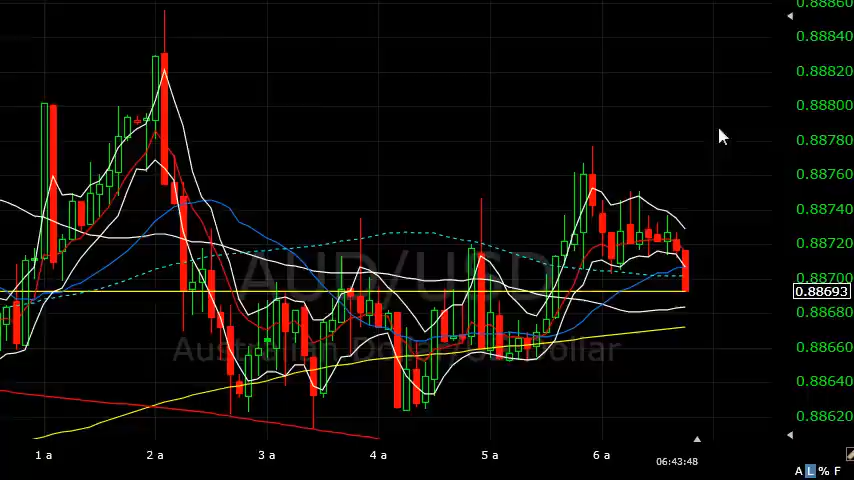 0.88860
0.88840
0.88820
0.88800
0.88780
0.88760
0.88740
0.88720
0.88700
0.88693
0.88680
0.88660
0.88640
0.88620
AUD/USD
Australian Dollar/US Dollar
1 a
2 a
3 a
4 a
5 a
6 a
06:43:48
A L % F